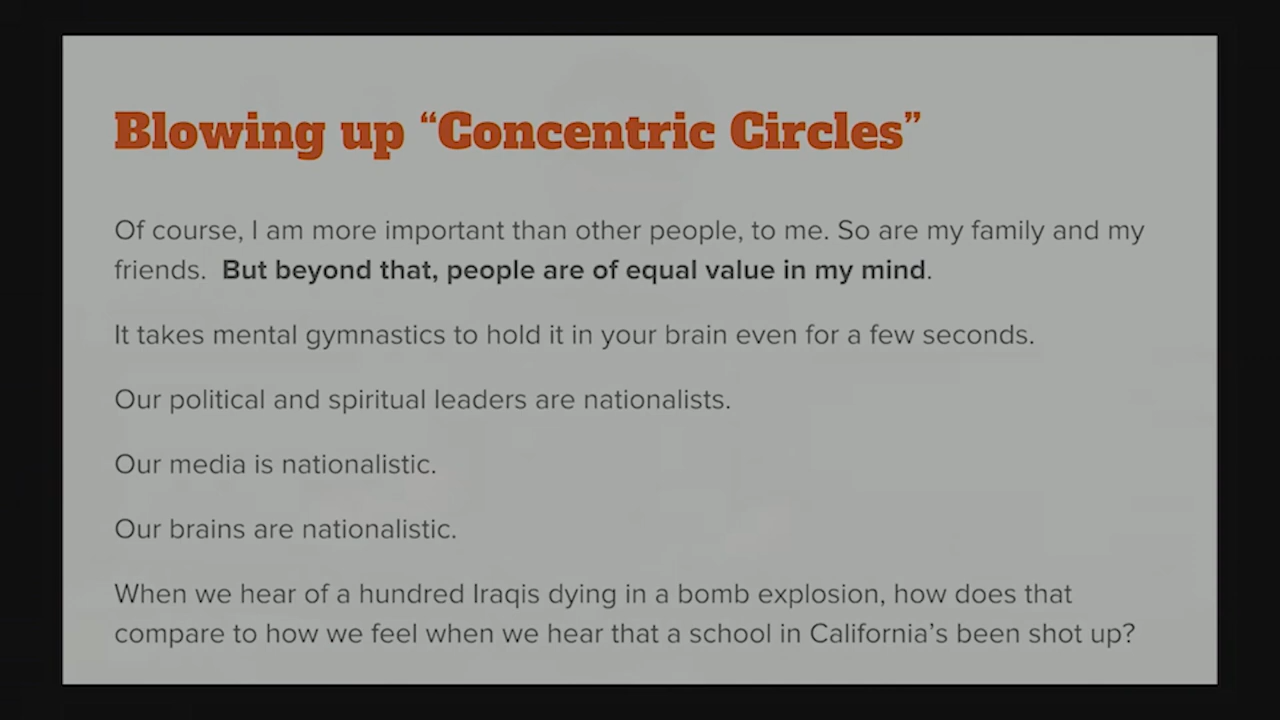 Blowing up “Concentric Circles”
Of course, I am more important than other people, to me. So are my family and my
friends.  But beyond that, people are of equal value in my mind.
It takes mental gymnastics to hold it in your brain even for a few seconds.
Our political and spiritual leaders are nationalists.
Our media is nationalistic.
Our brains are nationalistic.
When we hear of a hundred Iraqis dying in a bomb explosion, how does that
compare to how we feel when we hear that a school in California’s been shot up?